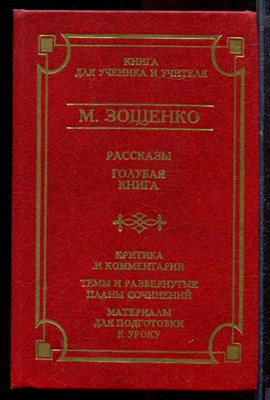 КНИГА
ДЛЯ УЧЕНИКА И УЧИТЕЛЯ
М. ЗОЩЕНКО
РАССКАЗЫ
ГОЛУБАЯ
КНИГА
КРИТИКА
И КОММЕНТАРИИ
ТЕМЫ И РАЗВЕРНУТЫЕ
ПЛАНЫ СОЧИНЕНИЙ
МАТЕРИАЛЫ
ДЛЯ ПОДГОТОВКИ
К УРОКУ